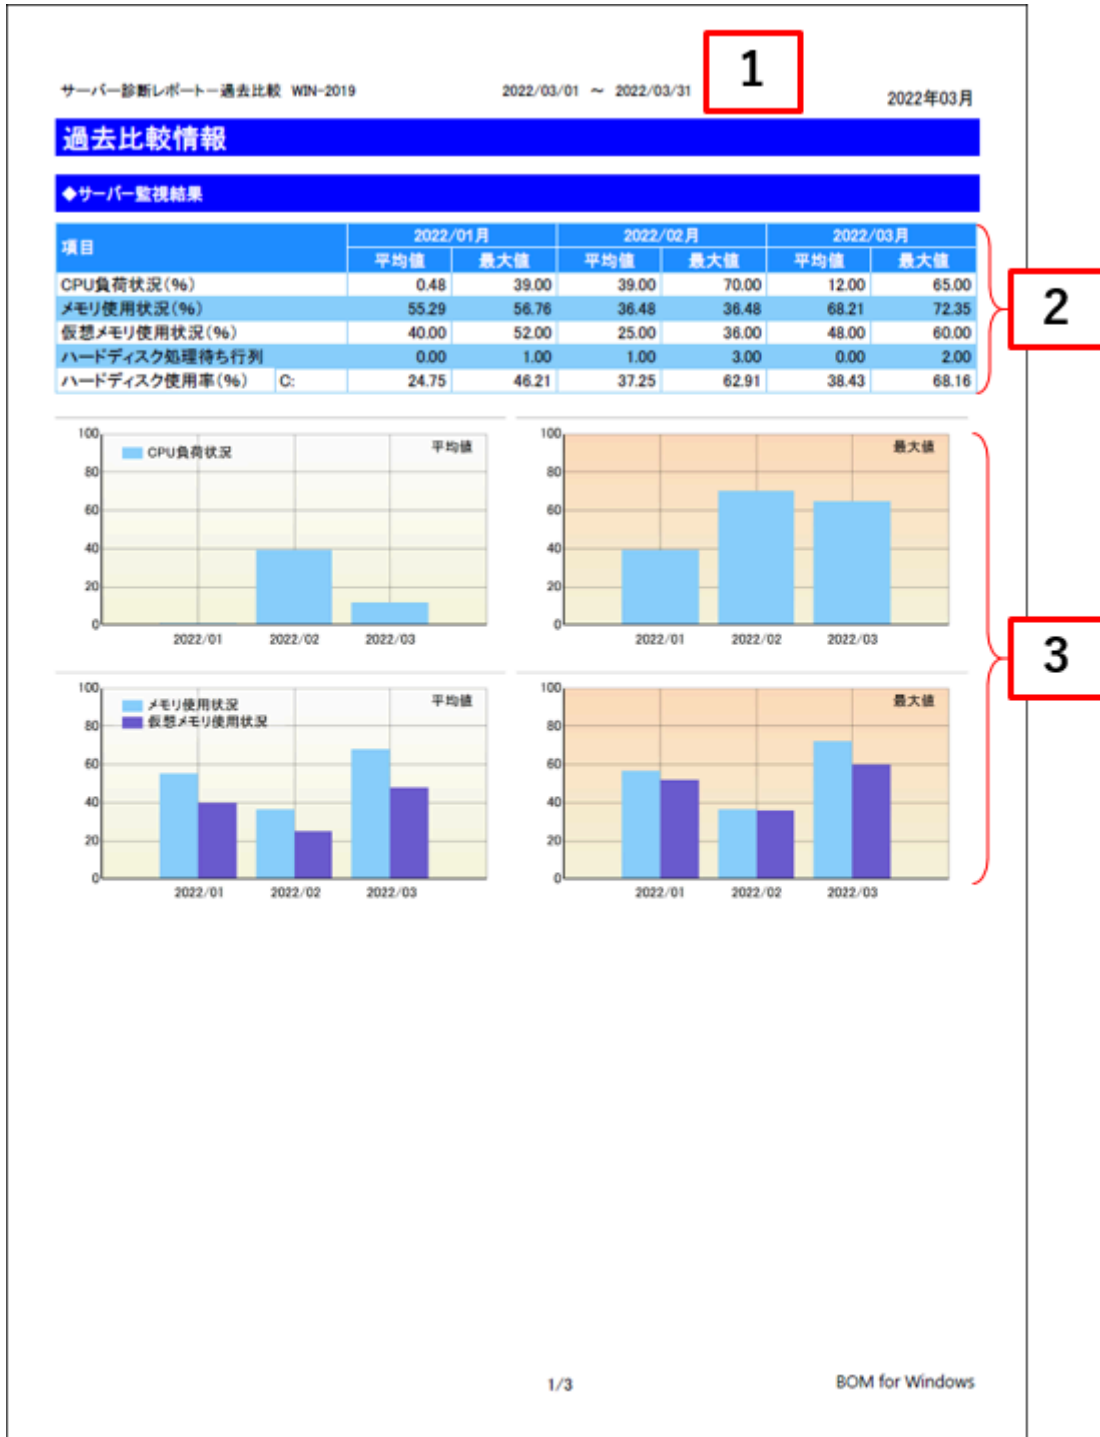 1
サーバー診断レポートー過去比較 WIN-2019 2022/03/01 ～ 2022/03/31 2022年03月
過去比較情報
◆サーバー監視結果
項目 2022/01月 2022/02月 2022/03月
平均値 最大値 平均値 最大値 平均値 最大値
CPU負荷状況(%) 0.48 39.00 39.00 70.00 12.00 65.00
メモリ使用状況(%) 55.29 56.76 36.48 36.48 68.21 72.35
仮想メモリ使用状況(%) 40.00 52.00 25.00 36.00 48.00 60.00
ハードディスク処理待ち行列 0.00 1.00 1.00 3.00 0.00 2.00
ハードディスク使用率(%) C: 24.75 46.21 37.25 62.91 38.43 68.16
2
CPU負荷状況 平均値
100
80
60
40
20
0
2022/01 2022/02 2022/03
最大値
100
80
60
40
20
0
2022/01 2022/02 2022/03
3
メモリ使用状況 平均値
仮想メモリ使用状況
100
80
60
40
20
0
2022/01 2022/02 2022/03
最大値
100
80
60
40
20
0
2022/01 2022/02 2022/03
1/3 BOM for Windows